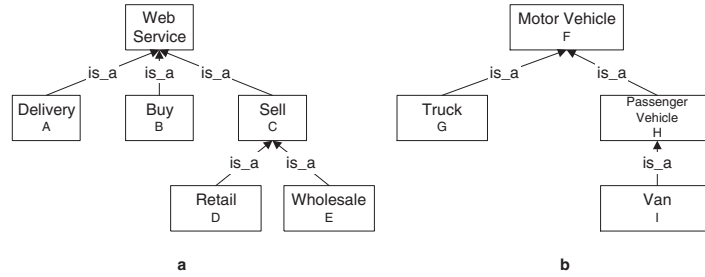 Web
Service
is_a
is_a
is_a
Delivery
A
Buy
B
Sell
C
is_a
is_a
Retail
D
Wholesale
E
a
Motor Vehicle
F
is_a
is_a
Truck
G
Passenger
Vehicle
H
is_a
Van
I
b